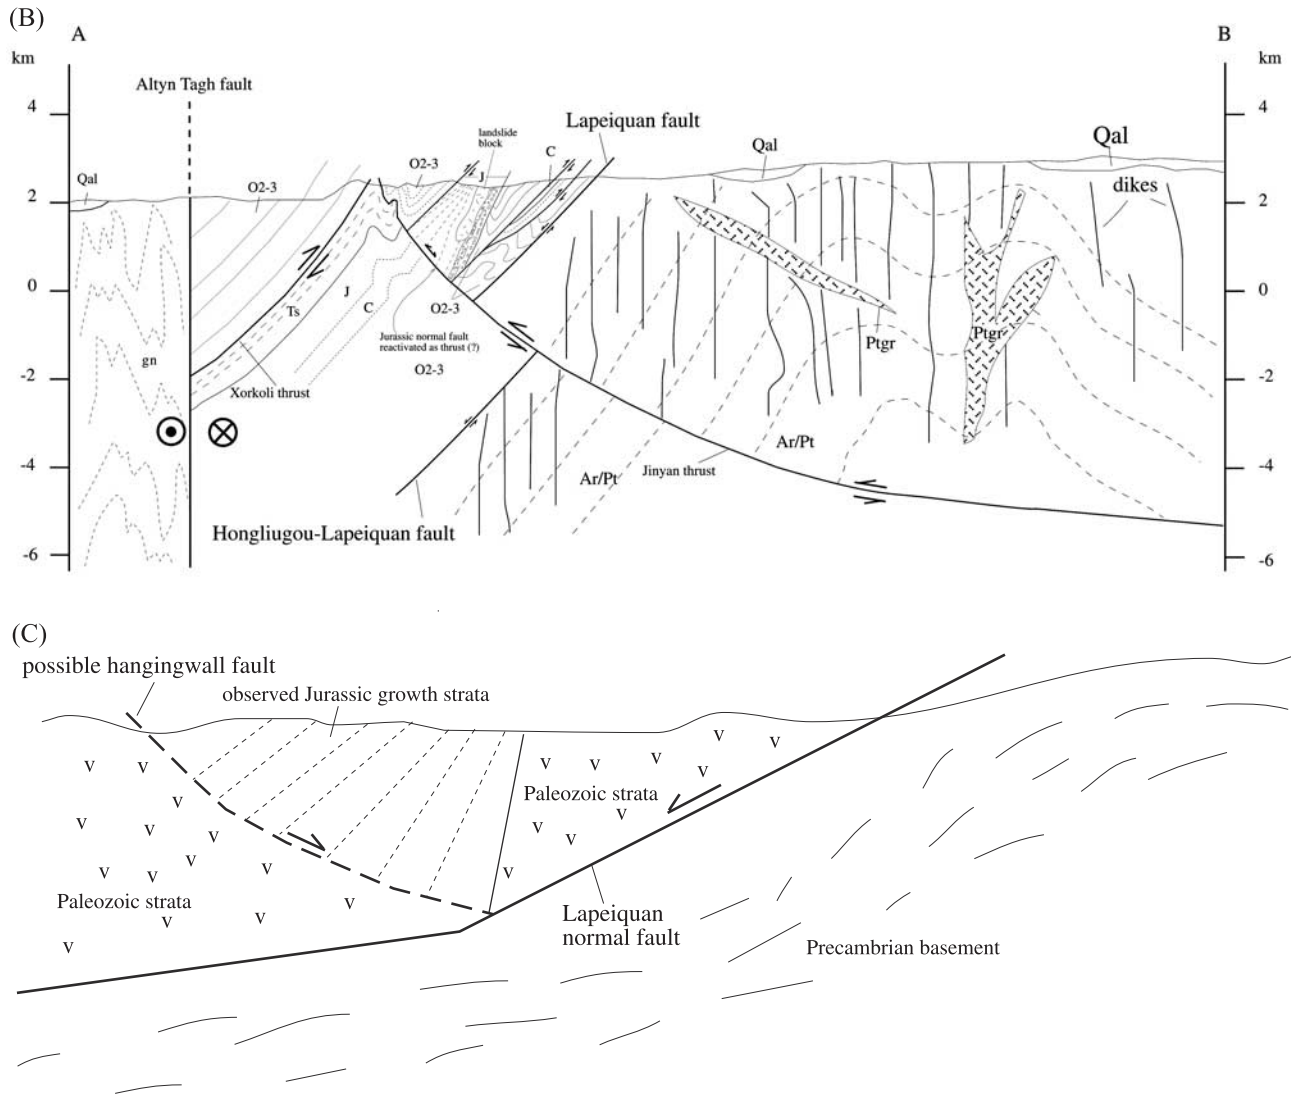 (B)
A
B
km
km
Altyn Tagh fault
Lapeiquan fault
landslide
block
4
4
Qal
Qal
O2-3
J
C
dikes
Qal
O2-3
2
2
0
0
J
Ts
C
O2-3
Jurassic normal fault
reactivated as thrust (?)
Ptgr
Ptgr
gn
O2-3
-2
-2
Xorkoli thrust
Ar/Pt
Jinyan thrust
-4
-4
Ar/Pt
Hongliugou-Lapeiquan fault
-6
-6
(C)
possible hangingwall fault
observed Jurassic growth strata
v
v
v
v
v
v
v
v
Paleozoic strata
v
v
v
v
v
v
v
v
v
v
v
v
Paleozoic strata
v
v
v
v
Lapeiquan
normal fault
Precambrian basement